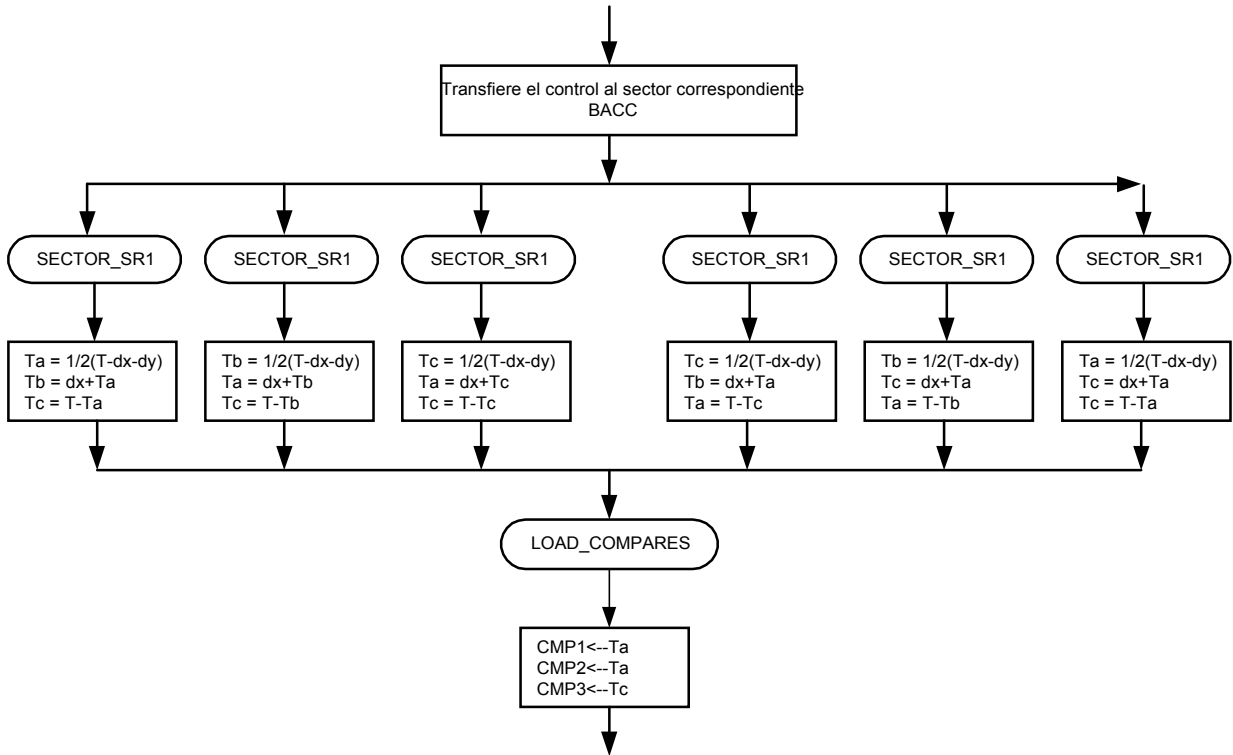 Transfiere el control al sector correspondiente
BACC
SECTOR_SR1
SECTOR_SR1
SECTOR_SR1
SECTOR_SR1
SECTOR_SR1
SECTOR_SR1
Ta = 1/2(T-dx-dy)
Tb = dx+Ta
Tc = T-Ta
Tb = 1/2(T-dx-dy)
Ta = dx+Tb
Tc = T-Tb
Tc = 1/2(T-dx-dy)
Ta = dx+Tc
Tc = T-Tc
Tc = 1/2(T-dx-dy)
Tb = dx+Ta
Ta = T-Tc
Tb = 1/2(T-dx-dy)
Tc = dx+Ta
Ta = T-Tb
Ta = 1/2(T-dx-dy)
Tc = dx+Ta
Tc = T-Ta
LOAD_COMPARES
CMP1<--Ta
CMP2<--Ta
CMP3<--Tc